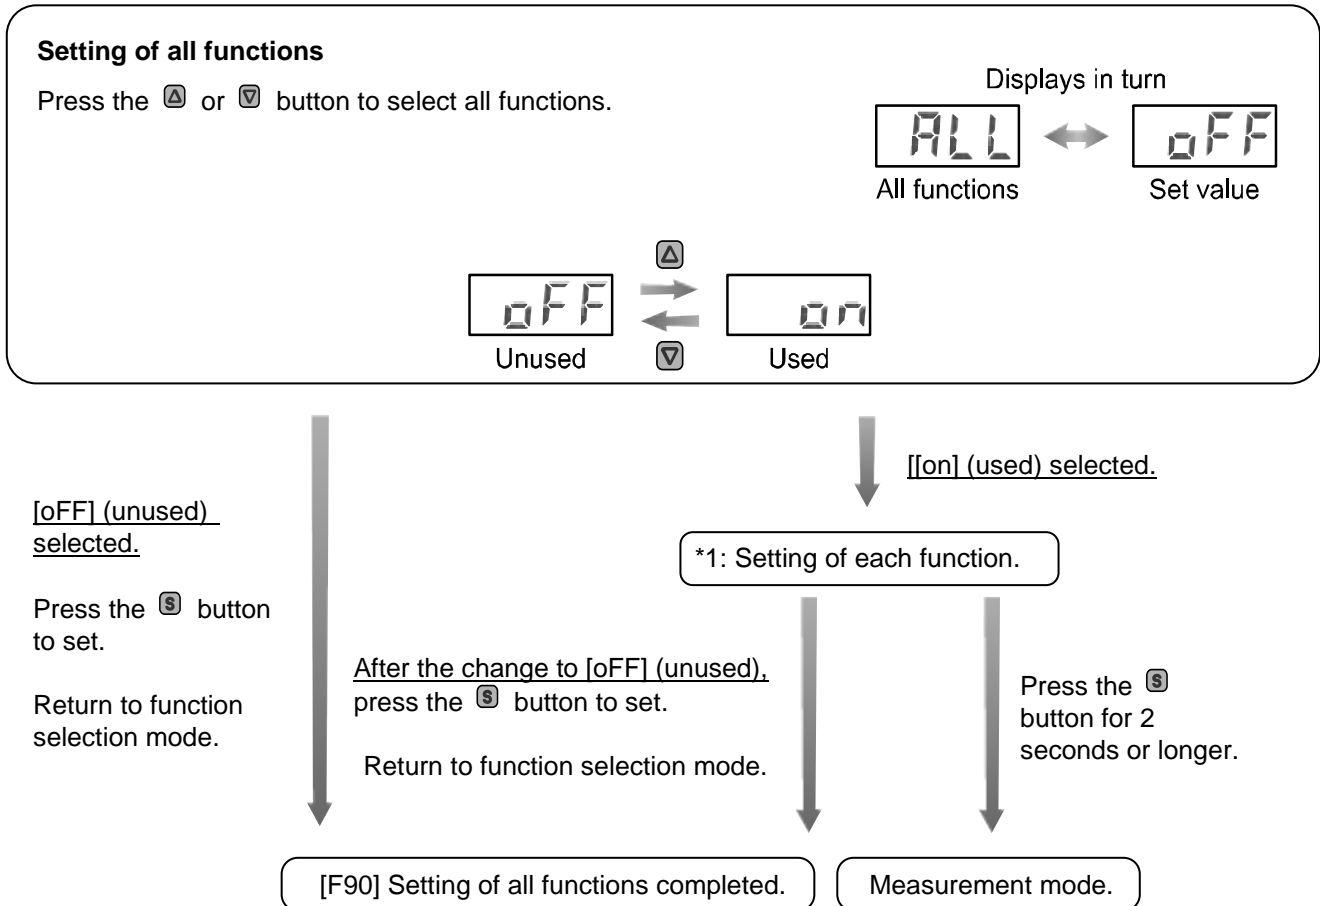 Setting of all functions
Press the △ or ▽ button to select all functions.
Displays in turn
ALL
oFF
All functions
Set value
△
oFF
on
Unused
▽
Used
[[on] (used) selected.
[oFF] (unused)
selected.
*1: Setting of each function.
Press the S button
to set.
After the change to [oFF] (unused),
press the S button to set.
Press the S
button for 2
seconds or longer.
Return to function
selection mode.
Return to function selection mode.
[F90] Setting of all functions completed.
Measurement mode.